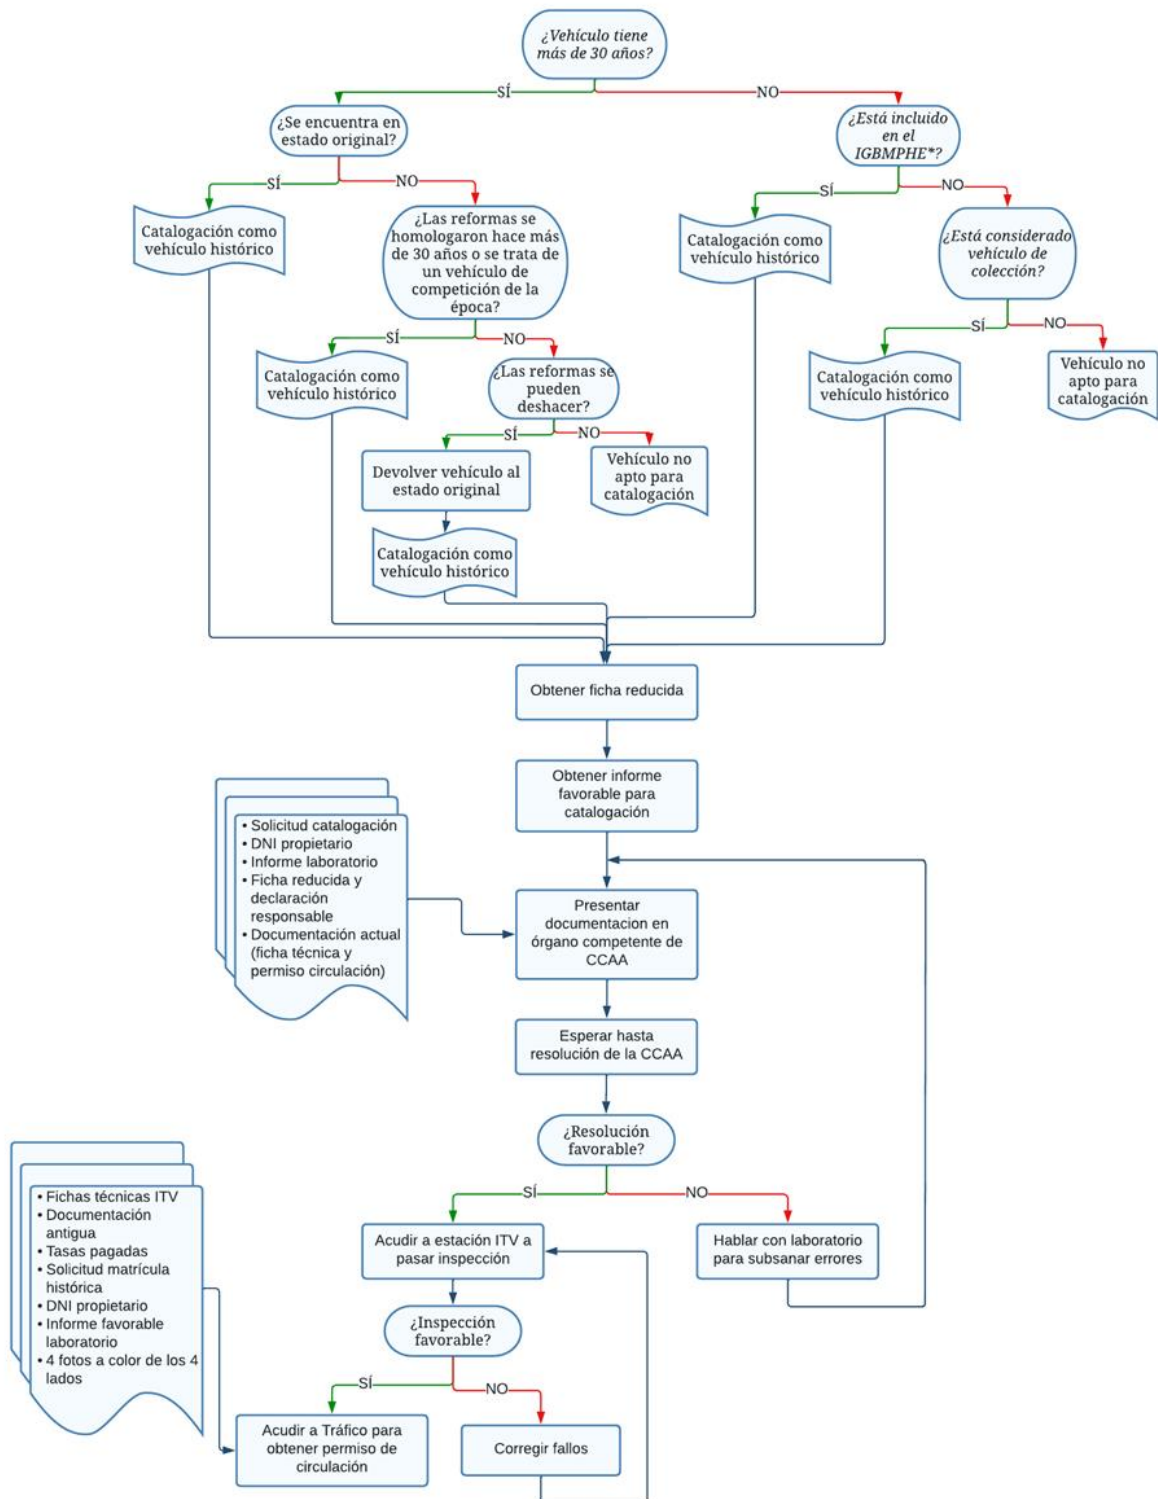 ¿Vehículo tiene
más de 30 años?
SÍ
NO
¿Se encuentra en
estado original?
¿Está incluido
en el
IGBMPHE*?
SÍ
NO
SÍ
NO
Catalogación como
vehículo histórico
¿Las reformas se
homologaron hace más
de 30 años o se trata de
un vehículo de
competición de la
época?
Catalogación como
vehículo histórico
¿Está considerado
vehículo de
colección?
SÍ
NO
SÍ
NO
Catalogación como
vehículo histórico
¿Las reformas se
pueden
deshacer?
Catalogación como
vehículo histórico
Vehículo no
apto para
catalogación
SÍ
NO
Devolver vehículo al
estado original
Vehículo no
apto para
catalogación
Catalogación como
vehículo histórico
Obtener ficha reducida
Obtener informe
favorable para
catalogación
• Solicitud catalogación
• DNI propietario
• Informe laboratorio
• Ficha reducida y
declaración
responsable
• Documentación actual
(ficha técnica y
permiso circulación)
Presentar
documentacion en
órgano competente de
CCAA
Esperar hasta
resolución de la CCAA
¿Resolución
favorable?
SÍ
NO
Acudir a estación ITV a
pasar inspección
Hablar con laboratorio
para subsanar errores
• Fichas técnicas ITV
• Documentación
antigua
• Tasas pagadas
• Solicitud matrícula
histórica
• DNI propietario
• Informe favorable
laboratorio
• 4 fotos a color de los 4
lados
¿Inspección
favorable?
SÍ
NO
Acudir a Tráfico para
obtener permiso de
circulación
Corregir fallos